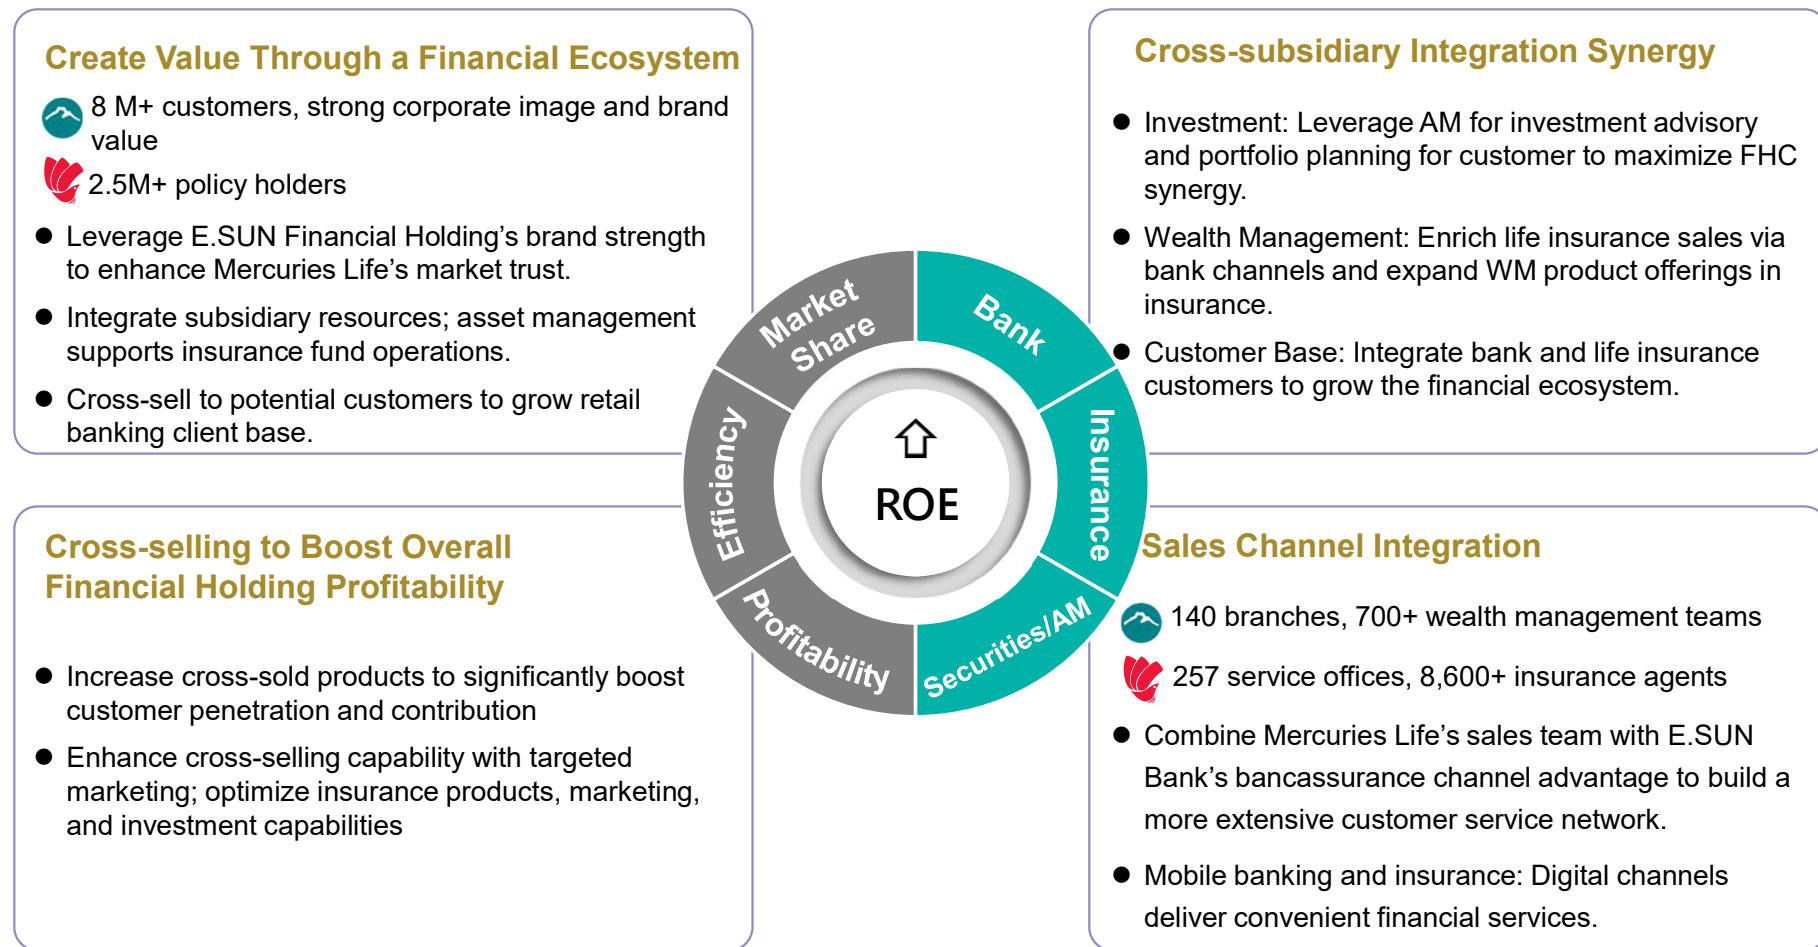 Create Value Through a Financial Ecosystem
8 M+ customers, strong corporate image and brand
value
2.5M+ policy holders
● Leverage E.SUN Financial Holding’s brand strength
to enhance Mercuries Life’s market trust.
● Integrate subsidiary resources; asset management
supports insurance fund operations.
● Cross-sell to potential customers to grow retail
banking client base.
Cross-subsidiary Integration Synergy
● Investment: Leverage AM for investment advisory
and portfolio planning for customer to maximize FHC
synergy.
● Wealth Management: Enrich life insurance sales via
bank channels and expand WM product offerings in
insurance.
● Customer Base: Integrate bank and life insurance
customers to grow the financial ecosystem.
Market
Share
Bank
Efficiency
Insurance
Profitability
Securities/AM
ROE
Cross-selling to Boost Overall
Financial Holding Profitability
● Increase cross-sold products to significantly boost
customer penetration and contribution
● Enhance cross-selling capability with targeted
marketing; optimize insurance products, marketing,
and investment capabilities
Sales Channel Integration
140 branches, 700+ wealth management teams
257 service offices, 8,600+ insurance agents
● Combine Mercuries Life’s sales team with E.SUN
Bank’s bancassurance channel advantage to build a
more extensive customer service network.
● Mobile banking and insurance: Digital channels
deliver convenient financial services.